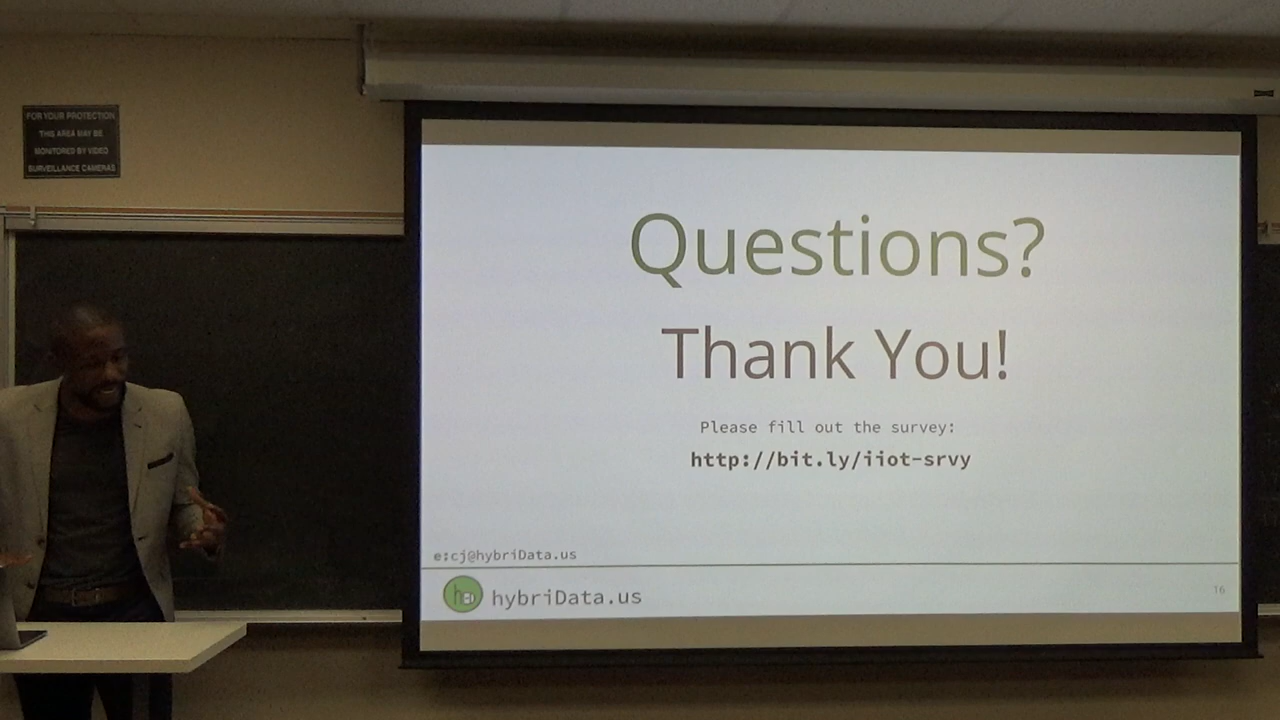 FOR YOUR PROTECTION
THIS AREA MAY BE
MONITORED BY VIDEO
SURVEILLANCE CAMERAS
Questions?
Thank You!
Please fill out the survey:
http://bit.ly/iiot-srvy
e:cj@hybriData.us
hybriData.us
16